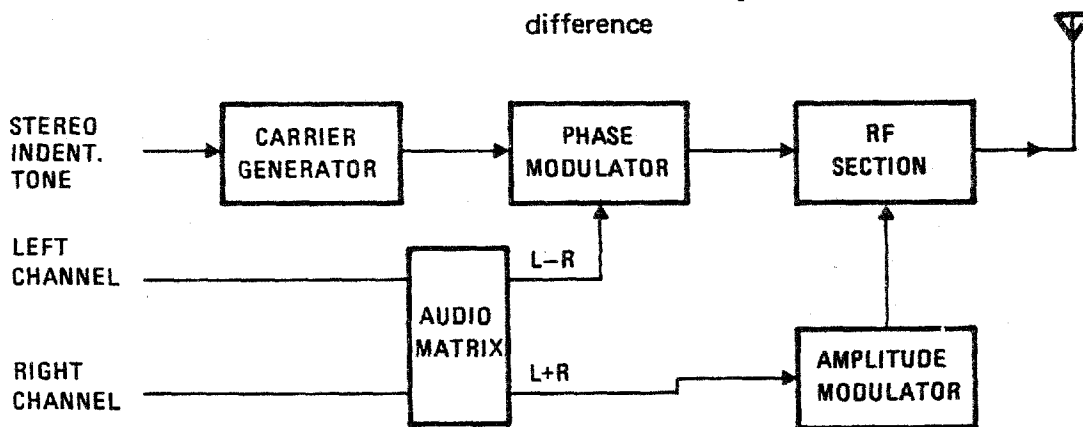 difference
STEREO
INDENT.
TONE
CARRIER
GENERATOR
PHASE
MODULATOR
RF
SECTION
LEFT
CHANNEL
L–R
AUDIO
MATRIX
RIGHT
CHANNEL
L+R
AMPLITUDE
MODULATOR